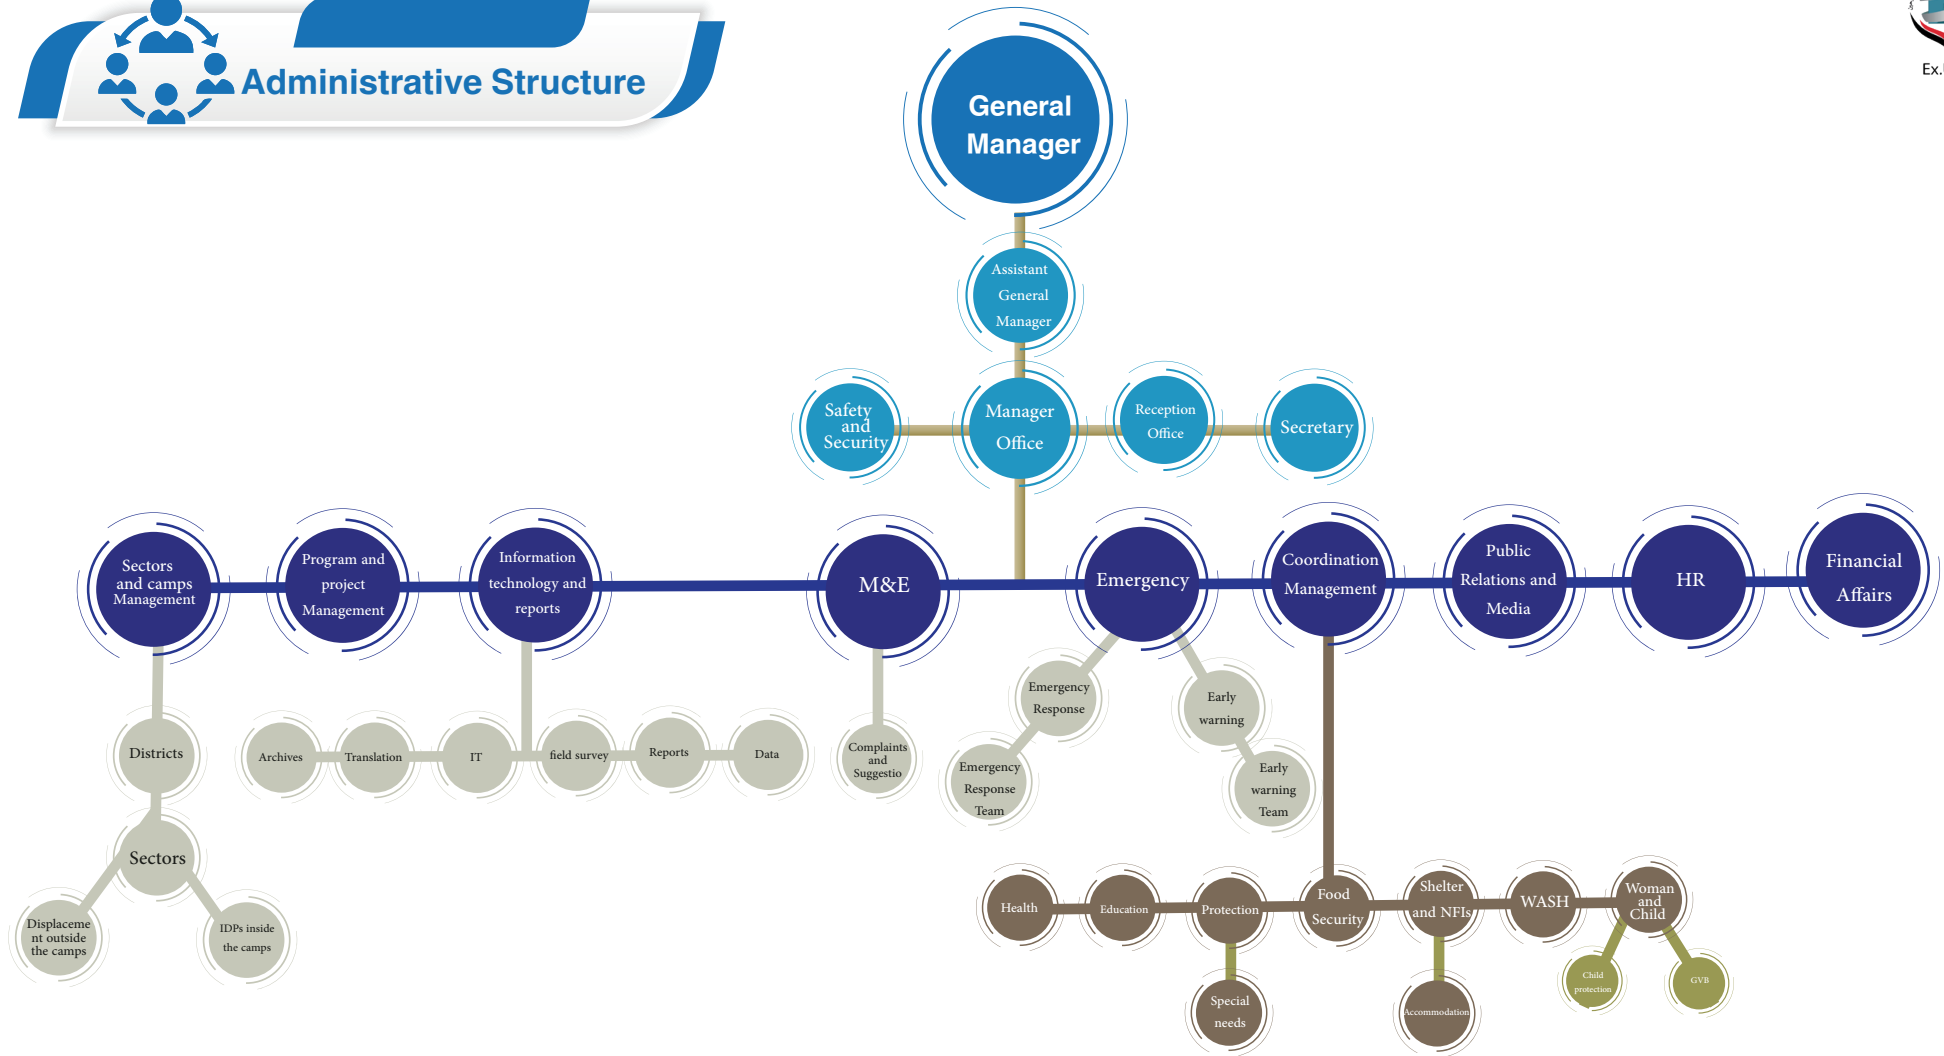 Administrative Structure
Ex.
General
Manager
Assistant
General
Manager
Safety
and
Security
Manager
Office
Reception
Office
Secretary
Sectors
and camps
Management
Program and
project
Management
Information
technology and
reports
M&E
Emergency
Coordination
Management
Public
Relations and
Media
HR
Financial
Affairs
Districts
Sectors
Displaceme
nt outside
the camps
IDPs inside
the camps
Archives
Translation
IT
field survey
Reports
Data
Complaints
and
Suggestio
Emergency
Response
Emergency
Response
Team
Early
warning
Early
warning
Team
Health
Education
Protection
Food
Security
Shelter
and NFIs
WASH
Woman
and
Child
Special
needs
Accommodation
Child
protection
GVB